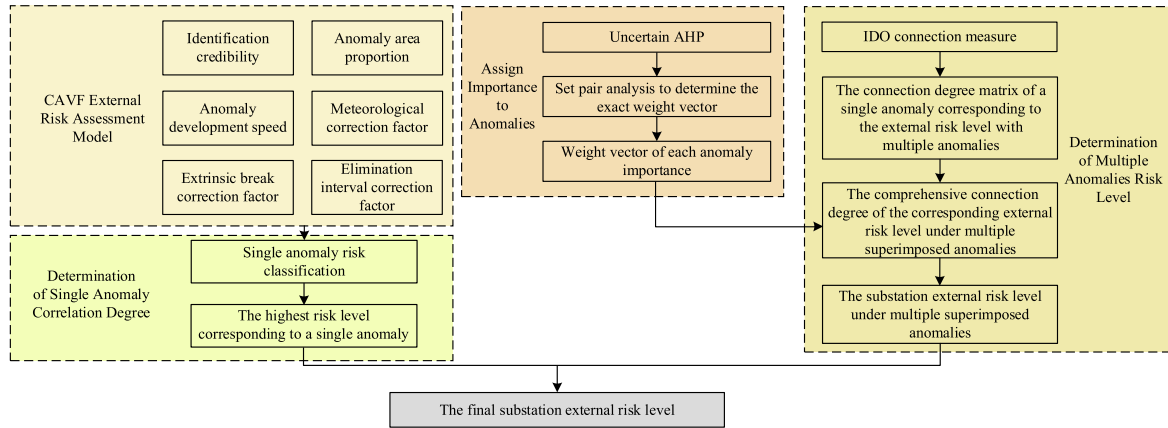 CAVF External
Risk Assessment
Model
Identification
credibility
Anomaly area
proportion
Anomaly
development speed
Meteorological
correction factor
Extrinsic break
correction factor
Elimination
interval correction
factor
Determination
of Single Anomaly
Correlation Degree
Single anomaly risk
classification
The highest risk level
corresponding to a single anomaly
Assign
Importance
to
Anomalies
Uncertain AHP
Set pair analysis to determine the
exact weight vector
Weight vector of each anomaly
importance
IDO connection measure
The connection degree matrix of a
single anomaly corresponding to
the external risk level with
multiple anomalies
The comprehensive connection
degree of the corresponding external
risk level under multiple
superimposed anomalies
The substation external risk level
under multiple superimposed
anomalies
Determination
of Multiple
Anomalies Risk
Level
The final substation external risk level